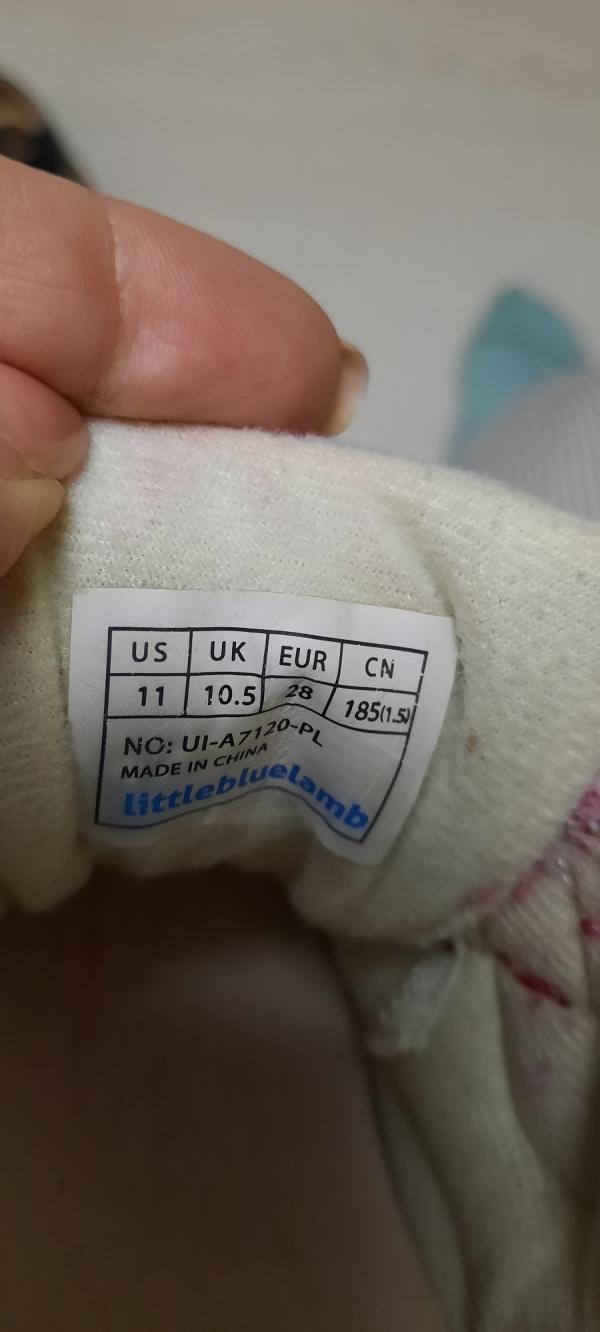 US UK EUR CN
11 10.5 28 185(1.5)
NO: UI-A7120-PL
MADE IN CHINA
littlebluelamb